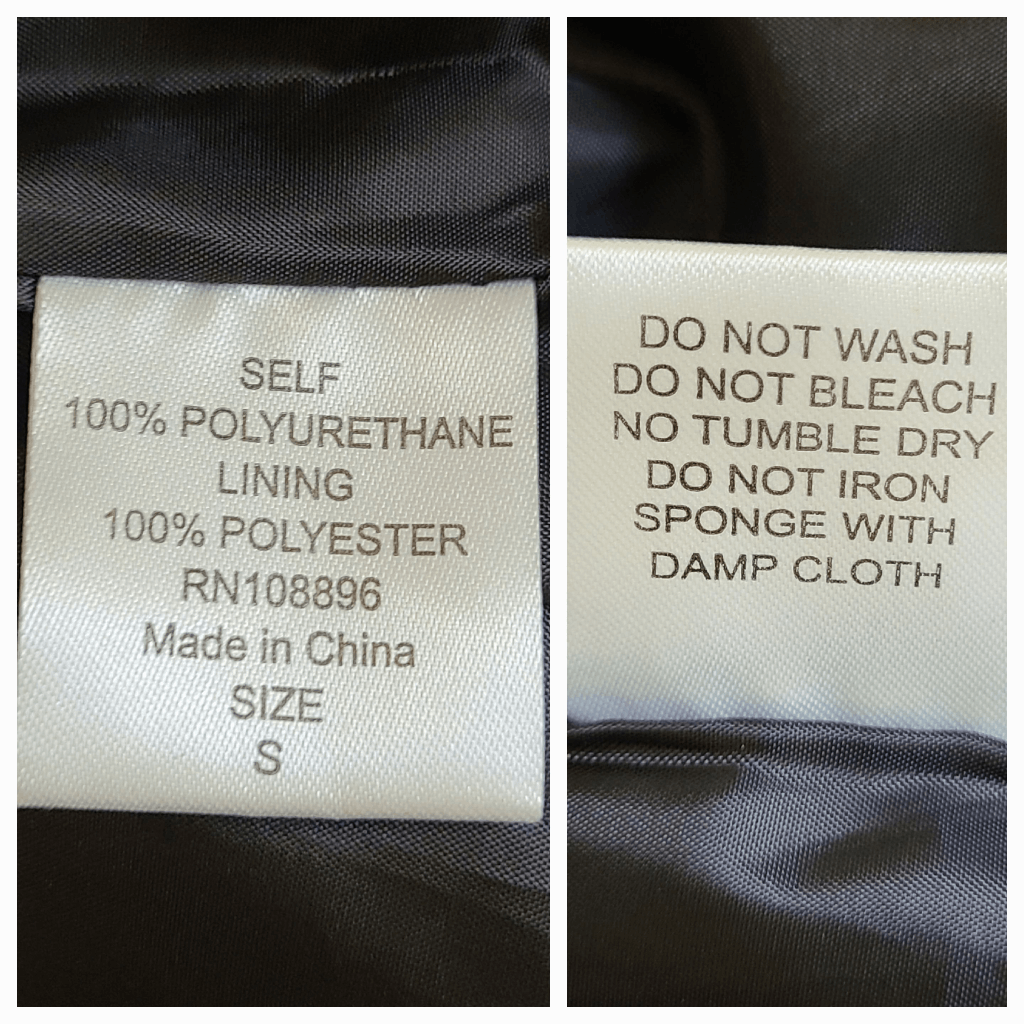 SELF
100% POLYURETHANE
LINING
100% POLYESTER
RN108896
Made in China
SIZE
S
DO NOT WASH
DO NOT BLEACH
NO TUMBLE DRY
DO NOT IRON
SPONGE WITH
DAMP CLOTH